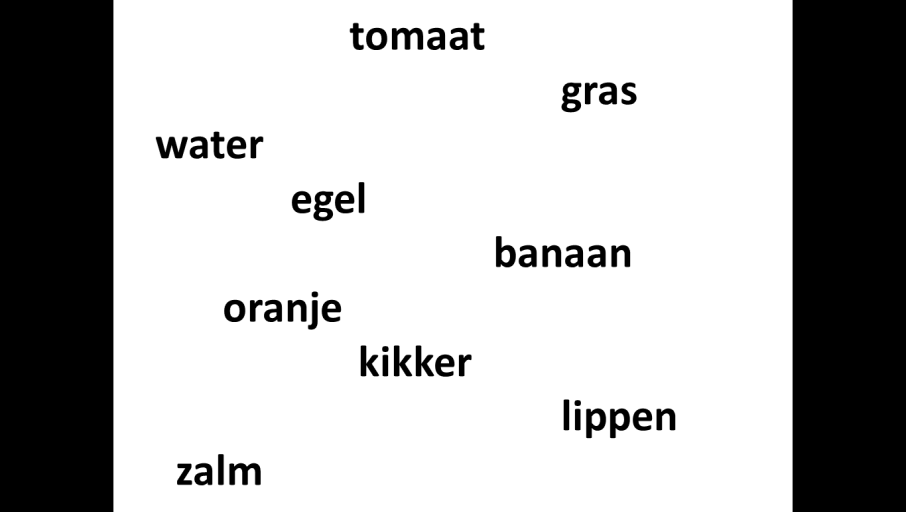 tomaat
gras
water
egel
banaan
oranje
kikker
lippen
zalm